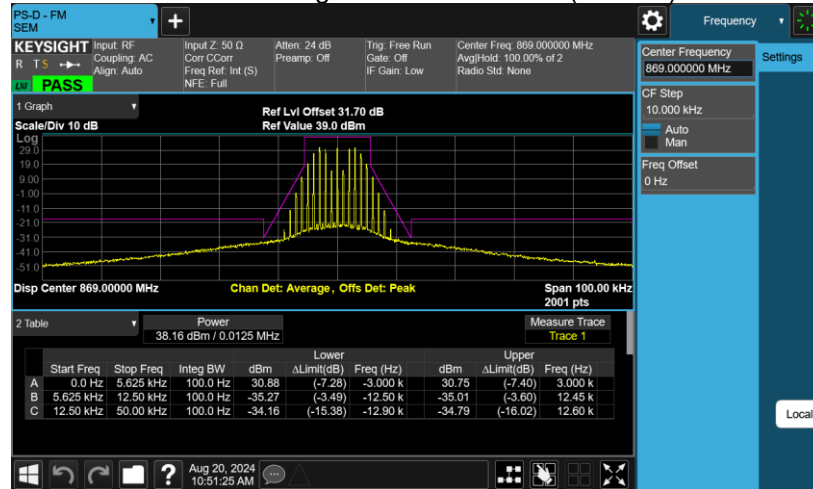 PS-D - FM
SEM
Frequency
KEYSIGHT
R T S
LXI PASS
Input: RF
Coupling: AC
Align: Auto
Input Z: 50 Ω
Corr CCorr
Freq Ref: Int (S)
NFE: Full
Atten: 24 dB
Preamp: Off
Trig: Free Run
Gate: Off
IF Gain: Low
Center Freq: 869.000000 MHz
Avg|Hold: 100.00% of 2
Radio Std: None
Center Frequency
869.000000 MHz
Settings
CF Step
10.000 kHz
Auto
Man
Freq Offset
0 Hz
1 Graph
Scale/Div 10 dB
Ref Lvl Offset 31.70 dB
Ref Value 39.0 dBm
Log
29.0
19.0
9.00
-1.00
-11.0
-21.0
-31.0
-41.0
-51.0
Disp Center 869.00000 MHz
Chan Det: Average, Offs Det: Peak
Span 100.00 kHz
2001 pts
2 Table
Power
38.16 dBm / 0.0125 MHz
Measure Trace
Trace 1
Lower Upper
Start Freq Stop Freq Integ BW dBm ΔLimit(dB) Freq (Hz) dBm ΔLimit(dB) Freq (Hz)
A 0.0 Hz 5.625 kHz 100.0 Hz 30.88 (-7.28) -3.000 k 30.75 (-7.40) 3.000 k
B 5.625 kHz 12.50 kHz 100.0 Hz -35.27 (-3.49) -12.50 k -35.01 (-3.60) 12.45 k
C 12.50 kHz 50.00 kHz 100.0 Hz -34.16 (-15.38) -12.90 k -34.79 (-16.02) 12.60 k
Local
Aug 20, 2024
10:51:25 AM